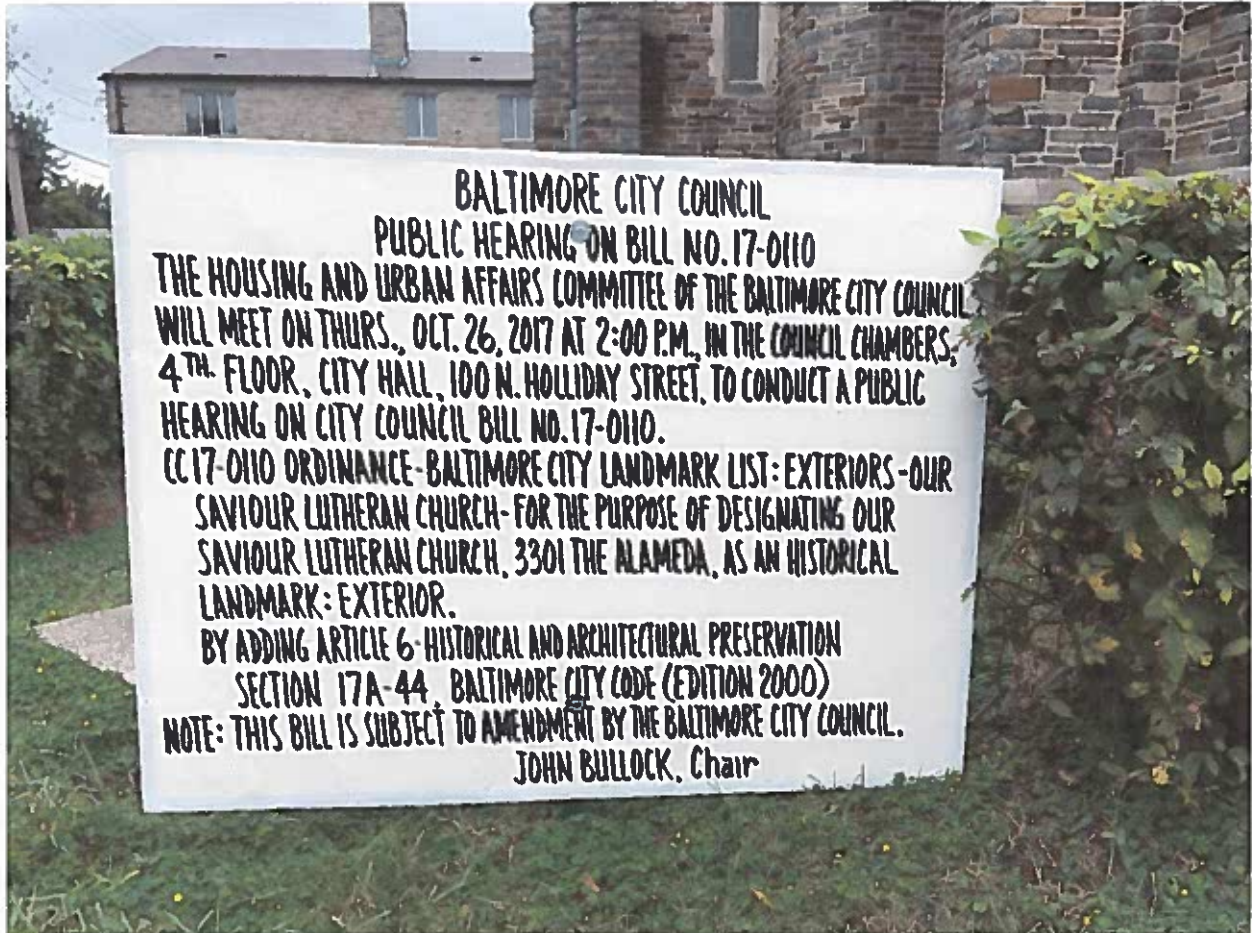 BALTIMORE CITY COUNCIL
PUBLIC HEARING ON BILL NO. 17-0110
THE HOUSING AND URBAN AFFAIRS COMMITTEE OF THE BALTIMORE CITY COUNCIL
WILL MEET ON THURS., OCT. 26, 2017 AT 2:00 P.M., IN THE COUNCIL CHAMBERS,
4TH. FLOOR, CITY HALL, 100 N. HOLLIDAY STREET, TO CONDUCT A PUBLIC
HEARING ON CITY COUNCIL BILL NO. 17-0110.
CC 17-0110 ORDINANCE-BALTIMORE CITY LANDMARK LIST: EXTERIORS-OUR
SAVIOUR LUTHERAN CHURCH-FOR THE PURPOSE OF DESIGNATING OUR
SAVIOUR LUTHERAN CHURCH, 3301 THE ALAMEDA, AS AN HISTORICAL
LANDMARK: EXTERIOR.
BY ADDING ARTICLE 6-HISTORICAL AND ARCHITECTURAL PRESERVATION
SECTION 17A-44, BALTIMORE CITY CODE (EDITION 2000)
NOTE: THIS BILL IS SUBJECT TO AMENDMENT BY THE BALTIMORE CITY COUNCIL.
JOHN BULLOCK, Chair